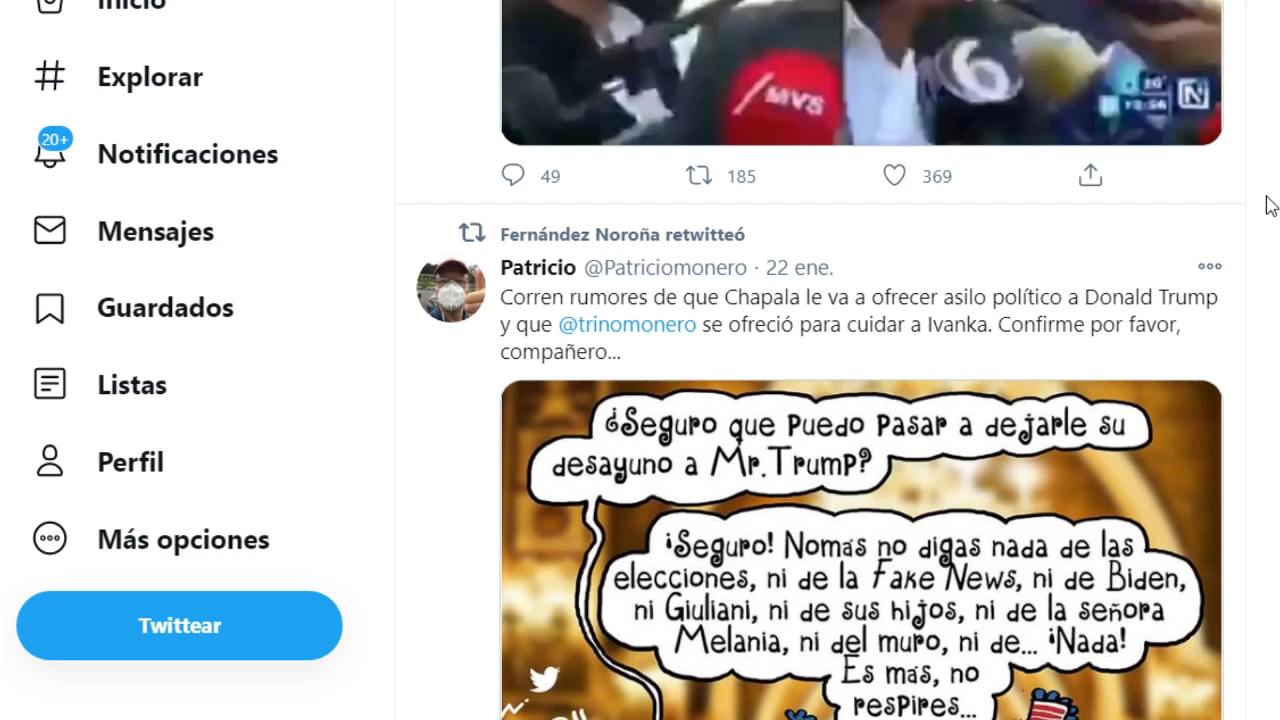 Inicio
Explorar
20+
Notificaciones
Mensajes
Guardados
Listas
Perfil
Más opciones
Twittear
MVS
6
N
49
185
369
Fernández Noroña retwitteó
Patricio @Patriciomonero · 22 ene.
Corren rumores de que Chapala le va a ofrecer asilo político a Donald Trump
y que @trinomonero se ofreció para cuidar a Ivanka. Confirme por favor,
compañero...
¿Seguro que puedo pasar a dejarle su
desayuno a Mr. Trump?
¡Seguro! Nomás no digas nada de las
elecciones, ni de la Fake News, ni de Biden,
ni Giuliani, ni de sus hijos, ni de la señora
Melania, ni del muro, ni de... ¡Nada!
Es más, no
respires...